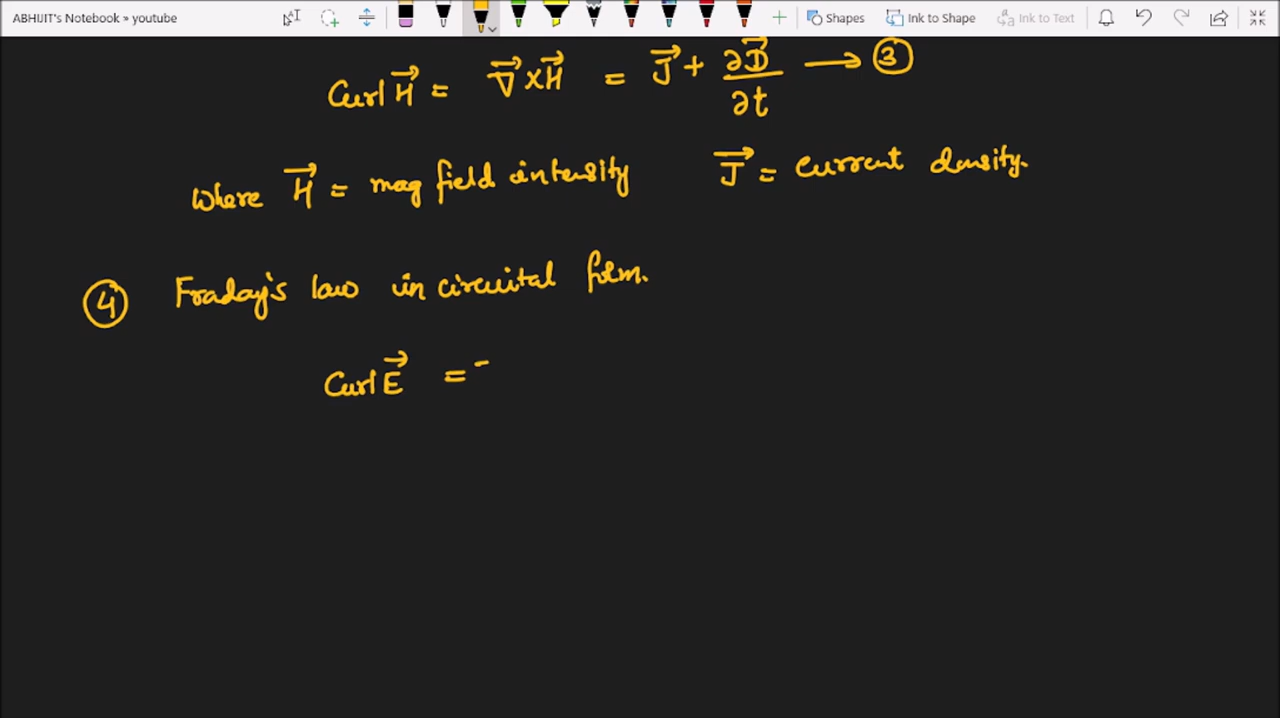 ABHIJIT's Notebook » youtube Shapes Ink to Shape Ink to Text
Curl H⃗ = ∇⃗ x H⃗ = J⃗ + ∂D⃗/∂t → ③
Where H⃗ = mag field intensity J⃗ = current density.
④ Fraday's law in circuital form.
Curl E⃗ = -